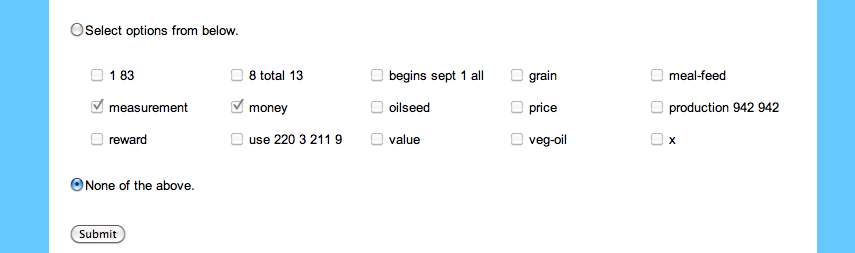 Select options from below.
1 83 8 total 13 begins sept 1 all grain meal-feed
measurement money oilseed price production 942 942
reward use 220 3 211 9 value veg-oil x
None of the above.
Submit